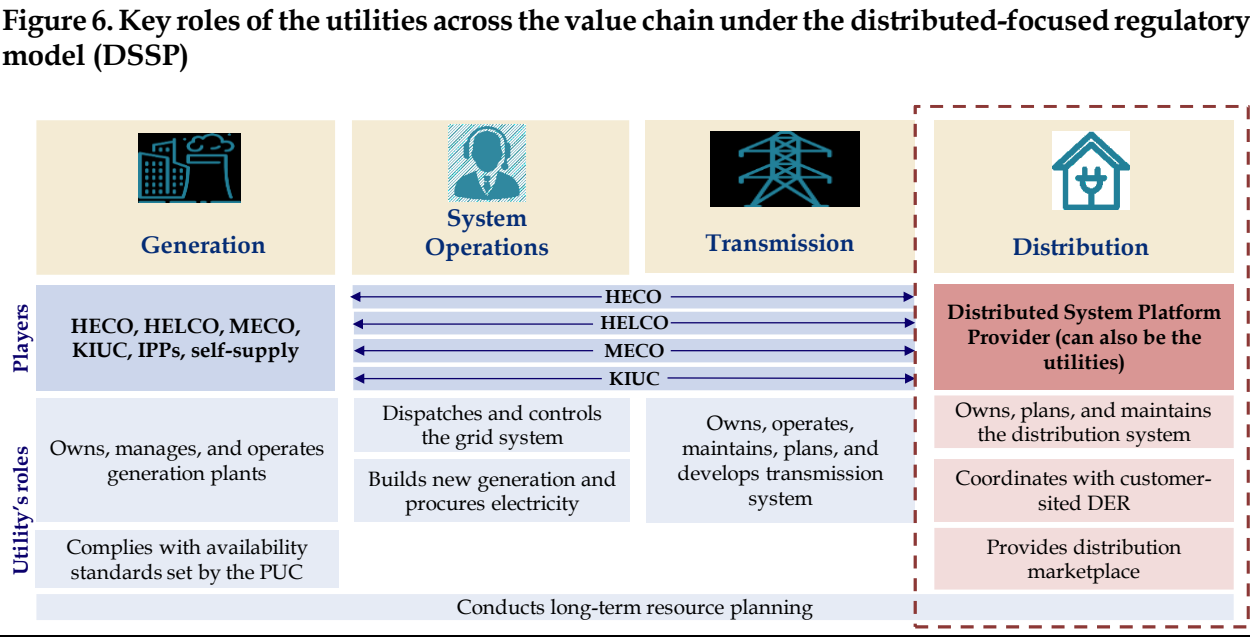 Figure 6. Key roles of the utilities across the value chain under the distributed-focused regulatory
model (DSSP)
Generation
System
Operations
Transmission
Distribution
Players
HECO, HELCO, MECO,
KIUC, IPPs, self-supply
HECO
HELCO
MECO
KIUC
Distributed System Platform
Provider (can also be the
utilities)
Utility's roles
Owns, manages, and operates
generation plants
Complies with availability
standards set by the PUC
Dispatches and controls
the grid system
Builds new generation and
procures electricity
Owns, operates,
maintains, plans, and
develops transmission
system
Owns, plans, and maintains
the distribution system
Coordinates with customer-
sited DER
Provides distribution
marketplace
Conducts long-term resource planning